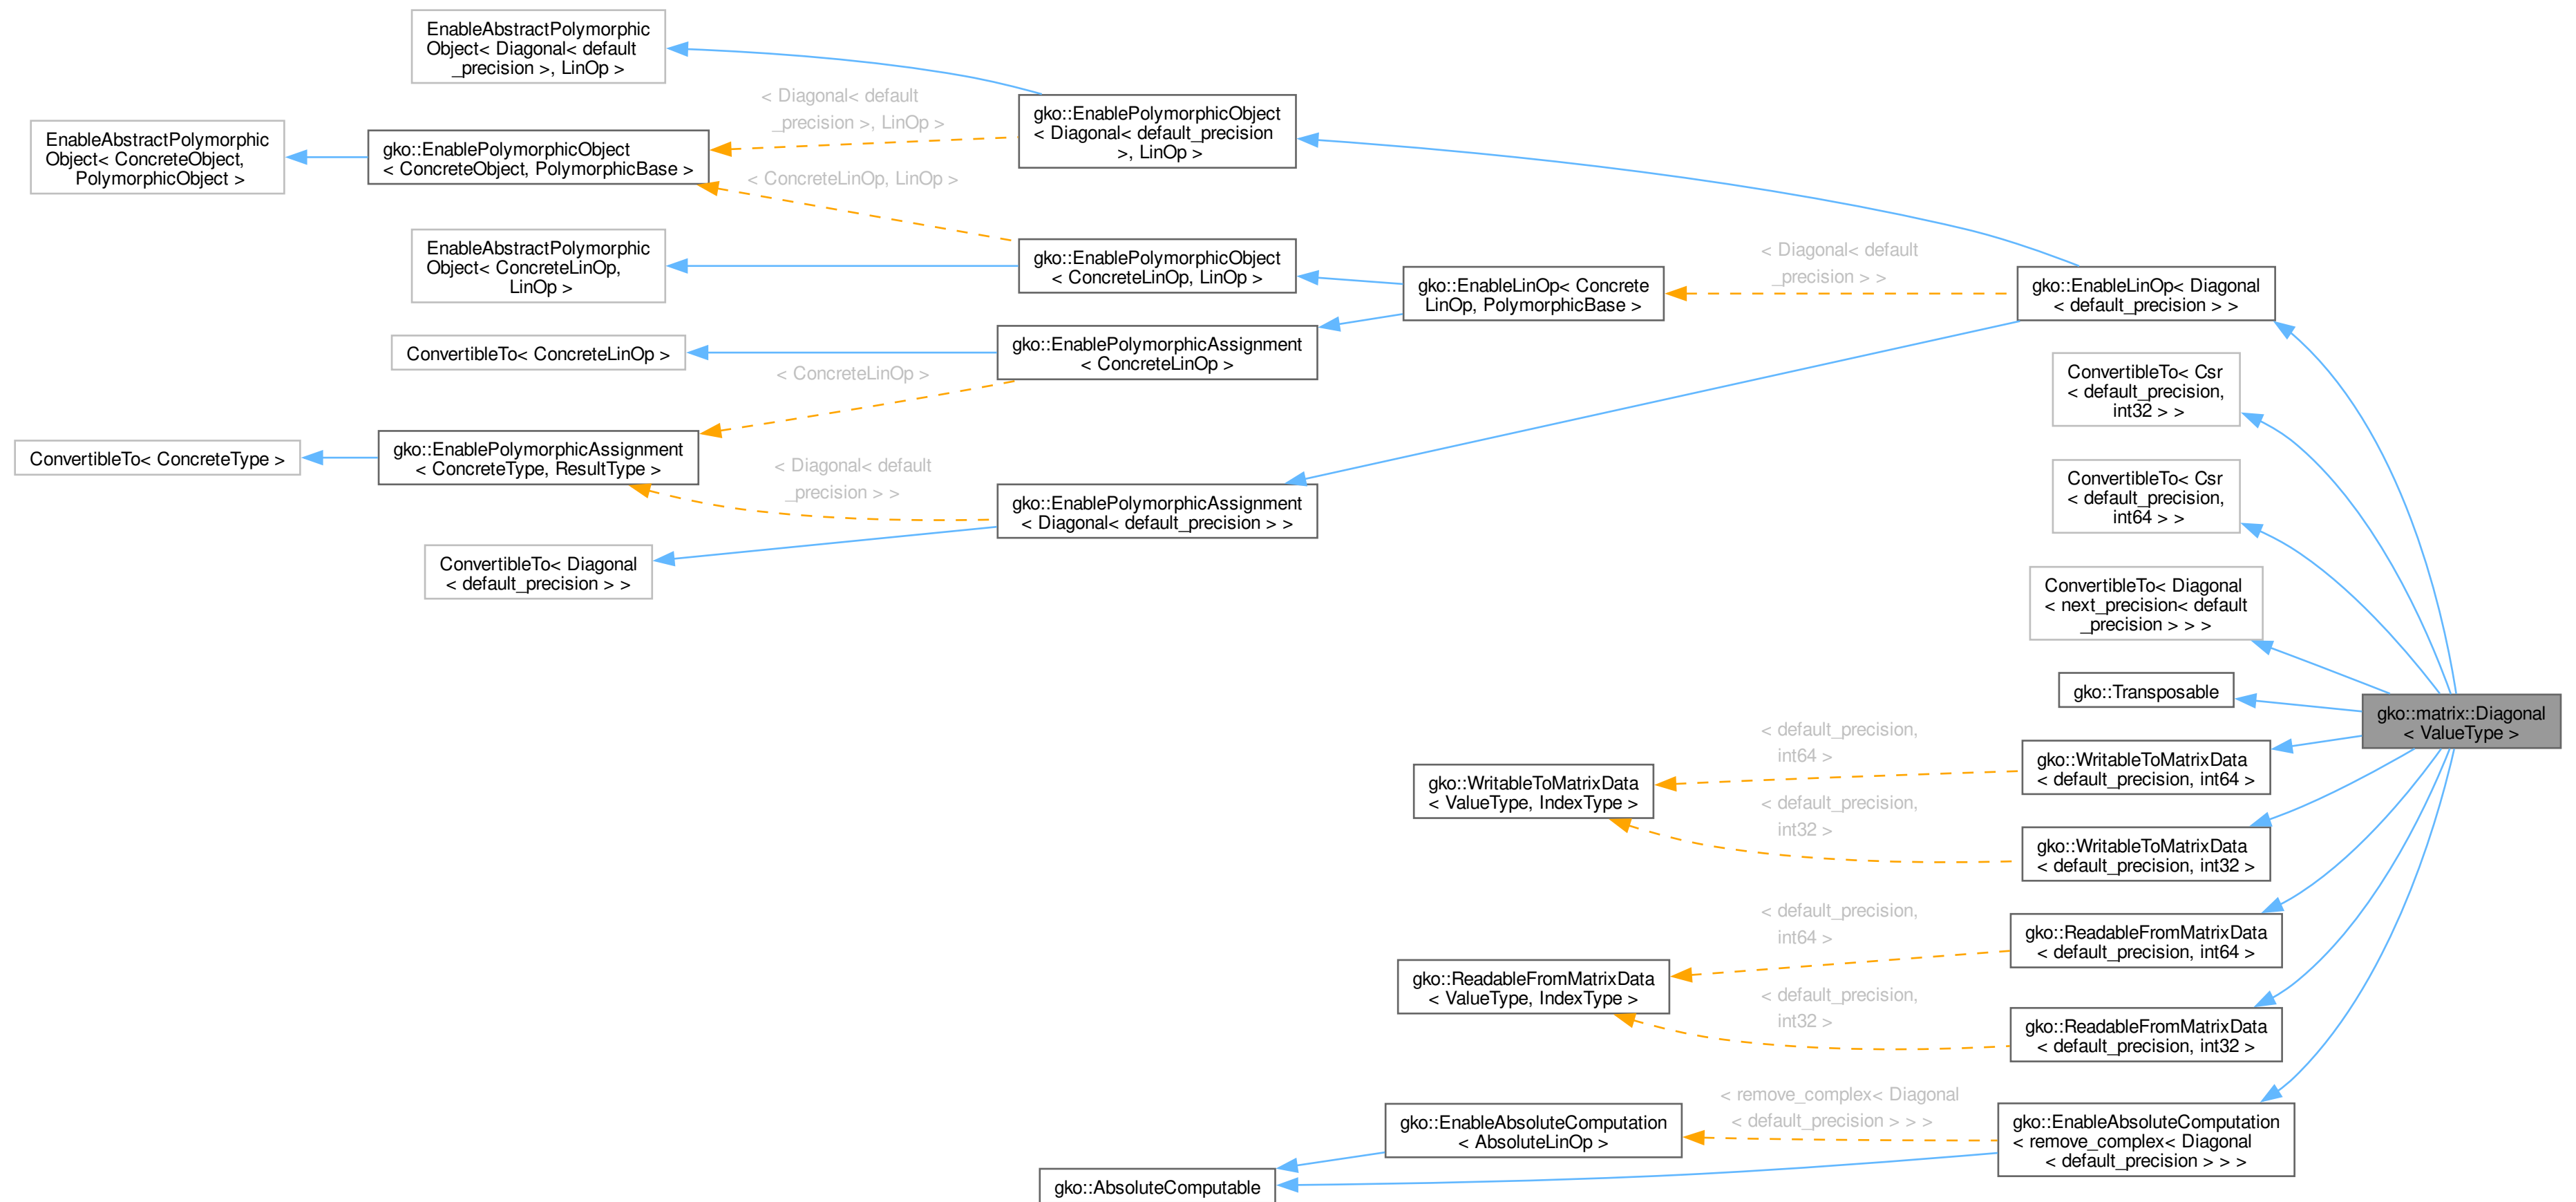 EnableAbstractPolymorphic
Object< Diagonal< default
_precision >, LinOp >
EnableAbstractPolymorphic
Object< ConcreteObject,
PolymorphicObject >
gko::EnablePolymorphicObject
< ConcreteObject, PolymorphicBase >
< Diagonal< default
_precision >, LinOp >
< ConcreteLinOp, LinOp >
gko::EnablePolymorphicObject
< Diagonal< default_precision
>, LinOp >
EnableAbstractPolymorphic
Object< ConcreteLinOp,
LinOp >
gko::EnablePolymorphicObject
< ConcreteLinOp, LinOp >
gko::EnableLinOp< Concrete
LinOp, PolymorphicBase >
< Diagonal< default
_precision > >
gko::EnableLinOp< Diagonal
< default_precision > >
ConvertibleTo< ConcreteLinOp >
gko::EnablePolymorphicAssignment
< ConcreteLinOp >
< ConcreteLinOp >
ConvertibleTo< ConcreteType >
gko::EnablePolymorphicAssignment
< ConcreteType, ResultType >
< Diagonal< default
_precision > >
gko::EnablePolymorphicAssignment
< Diagonal< default_precision > >
ConvertibleTo< Diagonal
< default_precision > >
ConvertibleTo< Csr
< default_precision,
int32 > >
ConvertibleTo< Csr
< default_precision,
int64 > >
ConvertibleTo< Diagonal
< next_precision< default
_precision > > >
gko::Transposable
gko::matrix::Diagonal
< ValueType >
gko::WritableToMatrixData
< ValueType, IndexType >
< default_precision,
int64 >
< default_precision,
int32 >
gko::WritableToMatrixData
< default_precision, int64 >
gko::WritableToMatrixData
< default_precision, int32 >
gko::ReadableFromMatrixData
< ValueType, IndexType >
< default_precision,
int64 >
< default_precision,
int32 >
gko::ReadableFromMatrixData
< default_precision, int64 >
gko::ReadableFromMatrixData
< default_precision, int32 >
gko::EnableAbsoluteComputation
< AbsoluteLinOp >
< remove_complex< Diagonal
< default_precision > > >
gko::EnableAbsoluteComputation
< remove_complex< Diagonal
< default_precision > > >
gko::AbsoluteComputable